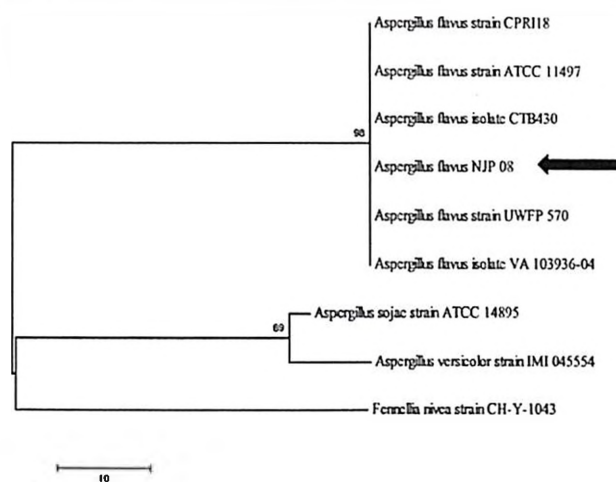 Aspergillus flavus strain CPRI18
Aspergillus flavus strain ATCC 11497
Aspergillus flavus isolate CTB430
98
Aspergillus flavus NJP 08
Aspergillus flavus strain UWFP 570
Aspergillus flavus isolate VA 103936-04
Aspergillus sojae strain ATCC 14895
69
Aspergillus versicolor strain IMI 045554
Fennellia nivea strain CH-Y-1043
10